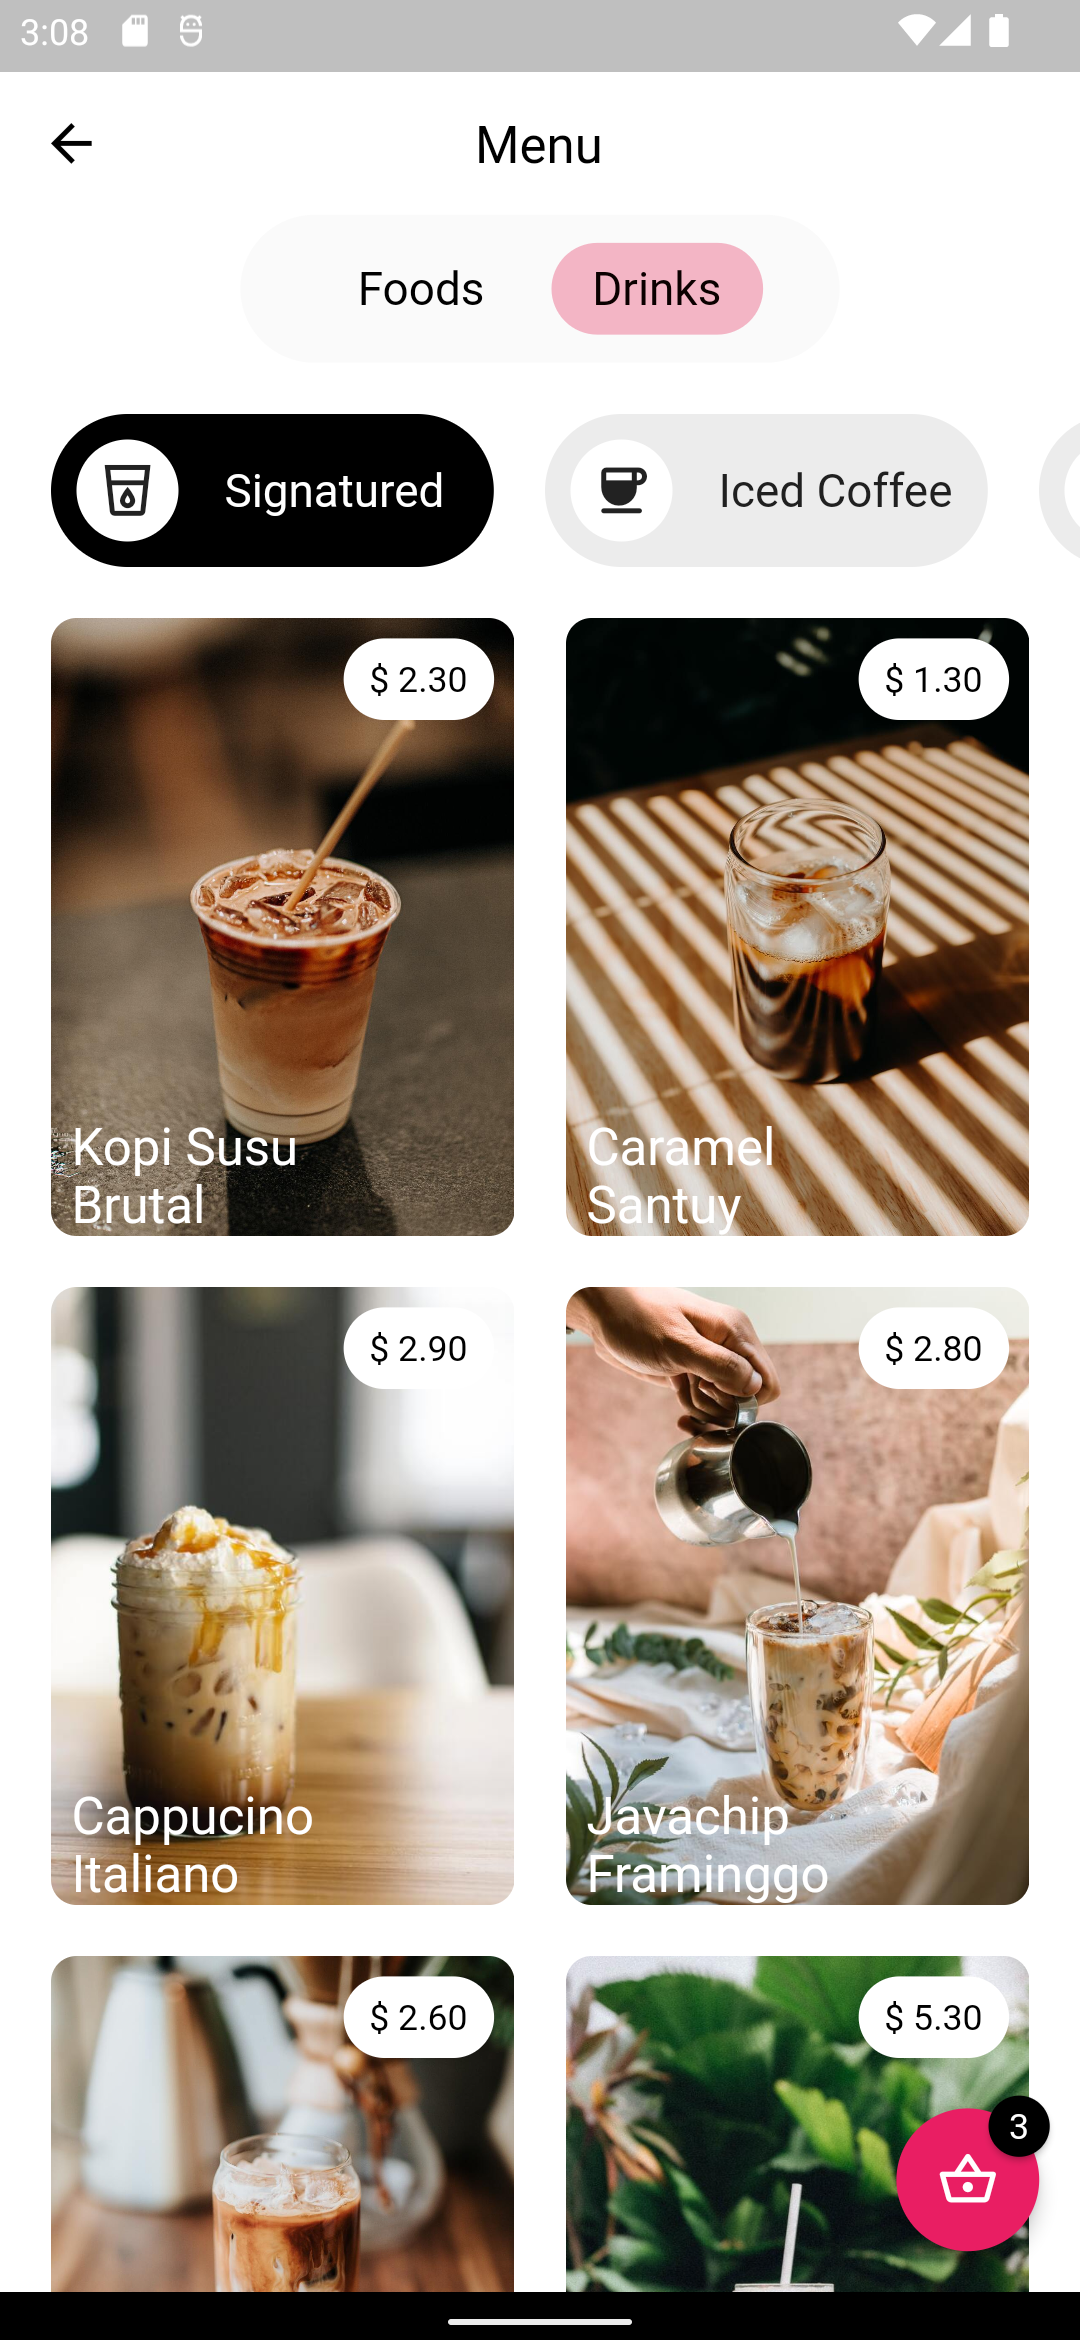 3:08
Menu
Foods
Drinks
Signatured
Iced Coffee
$ 2.30
Kopi Susu
Brutal
$ 1.30
Caramel
Santuy
$ 2.90
Cappucino
Italiano
$ 2.80
Javachip
Framinggo
$ 2.60
$ 5.30
3